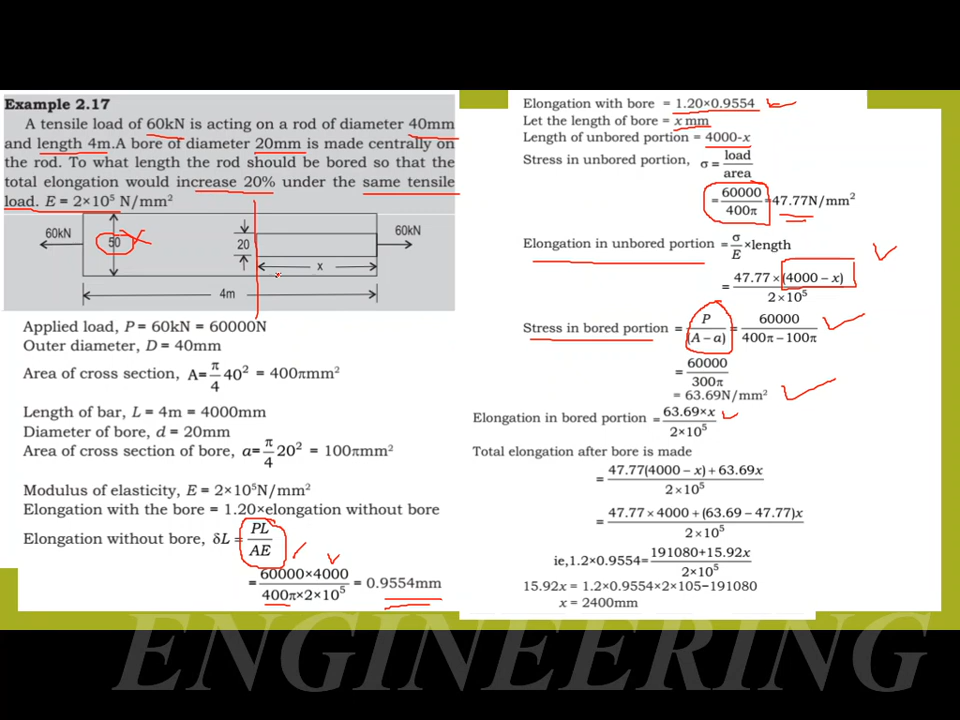 Example 2.17
A tensile load of 60kN is acting on a rod of diameter 40mm
and length 4m.A bore of diameter 20mm is made centrally on
the rod. To what length the rod should be bored so that the
total elongation would increase 20% under the same tensile
load. E = 2×10⁵ N/mm²
60kN
50
20
x
60kN
4m
Applied load, P = 60kN = 60000N
Outer diameter, D = 40mm
Area of cross section, A= π/4 40² = 400πmm²
Length of bar, L = 4m = 4000mm
Diameter of bore, d = 20mm
Area of cross section of bore, a= π/4 20² = 100πmm²
Modulus of elasticity, E = 2×10⁵N/mm²
Elongation with the bore = 1.20×elongation without bore
Elongation without bore, δL = PL/AE
= 60000×4000 / 400π×2×10⁵ = 0.9554mm
Elongation with bore = 1.20×0.9554
Let the length of bore = x mm
Length of unbored portion = 4000-x
Stress in unbored portion, σ = load/area
= 60000/400π =47.77N/mm²
Elongation in unbored portion = σ/E ×length
= 47.77×(4000 – x) / 2×10⁵
Stress in bored portion = P/(A – a) = 60000/400π – 100π
= 60000/300π
= 63.69N/mm²
Elongation in bored portion = 63.69×x / 2×10⁵
Total elongation after bore is made
= 47.77(4000 – x) + 63.69x / 2×10⁵
= 47.77 × 4000 + (63.69 – 47.77)x / 2×10⁵
ie,1.2×0.9554= 191080+15.92x / 2×10⁵
15.92x = 1.2×0.9554×2×105–191080
x = 2400mm
ENGINEERING